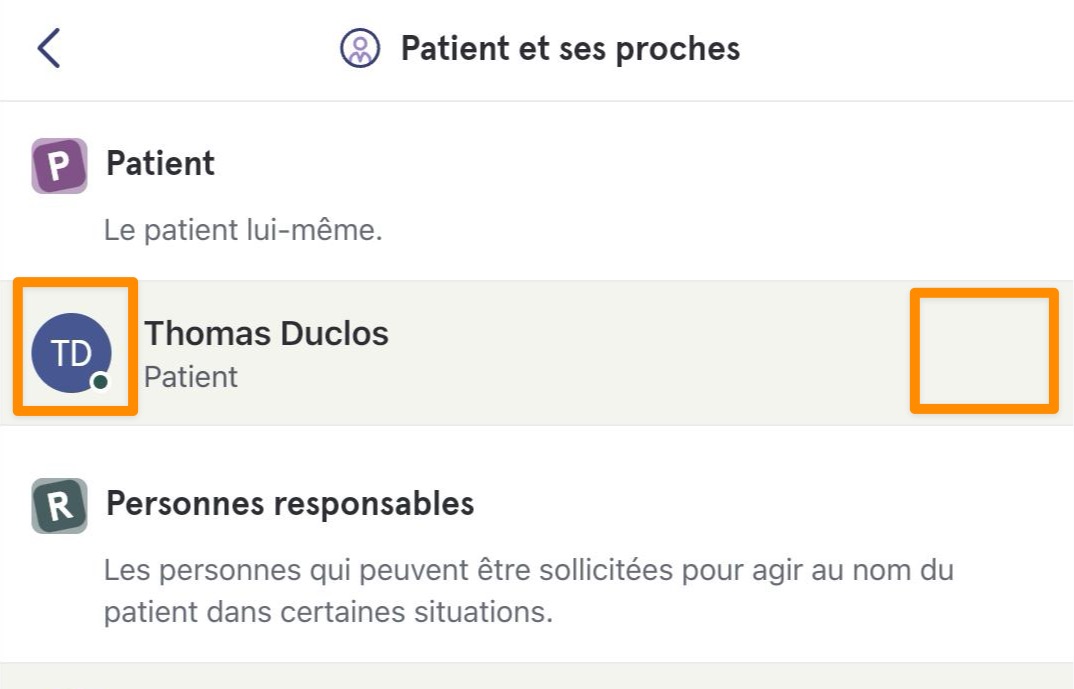 Patient et ses proches
P Patient
Le patient lui-même.
TD Thomas Duclos
Patient
R Personnes responsables
Les personnes qui peuvent être sollicitées pour agir au nom du
patient dans certaines situations.